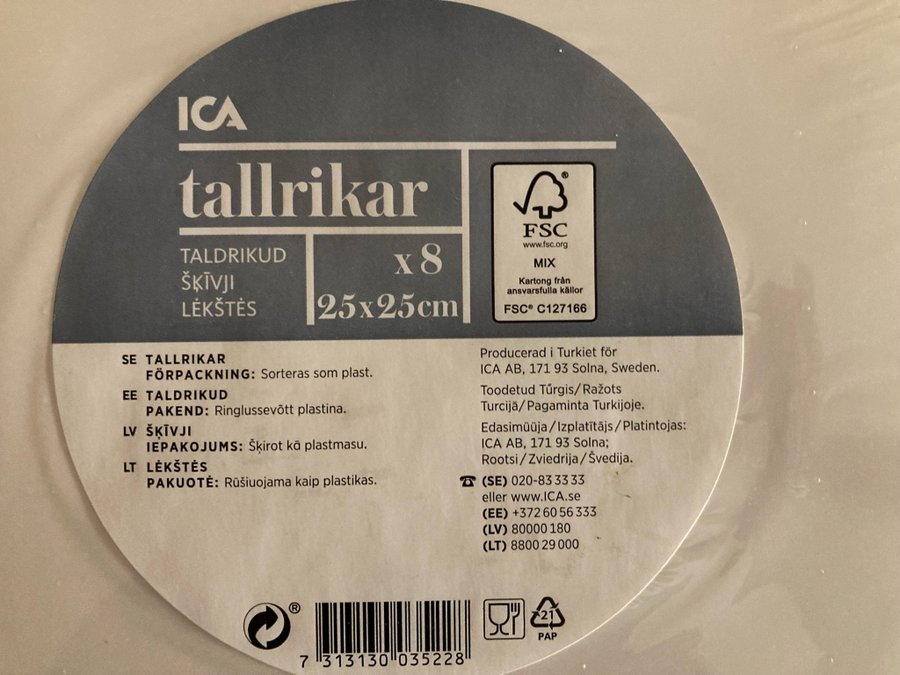 ICA
tallrikar
TALDRIKUD
ŠĶĪVJI
LĖKŠTĖS
x8
25x25cm
FSC®
www.fsc.org
MIX
Kartong från
ansvarsfulla källor
FSC® C127166
SE TALLRIKAR
FÖRPACKNING: Sorteras som plast.
EE TALDRIKUD
PAKEND: Ringlussevõtt plastina.
LV ŠĶĪVJI
IEPAKOJUMS: Šķirot kā plastmasu.
LT LĖKŠTĖS
PAKUOTĖ: Rūšiuojama kaip plastikas.
Producerad i Turkiet för
ICA AB, 171 93 Solna, Sweden.
Toodetud Tűrgis/Ražots
Turcijā/Pagaminta Turkijoje.
Edasimüüja/Izplatītājs/Platintojas:
ICA AB, 171 93 Solna;
Rootsi/Zviedrija/Švedija.
☎ (SE) 020-83 33 33
eller www.ICA.se
(EE) +372 60 56 333
(LV) 80000 180
(LT) 8800 29 000
®
7 313130 035228
21
PAP